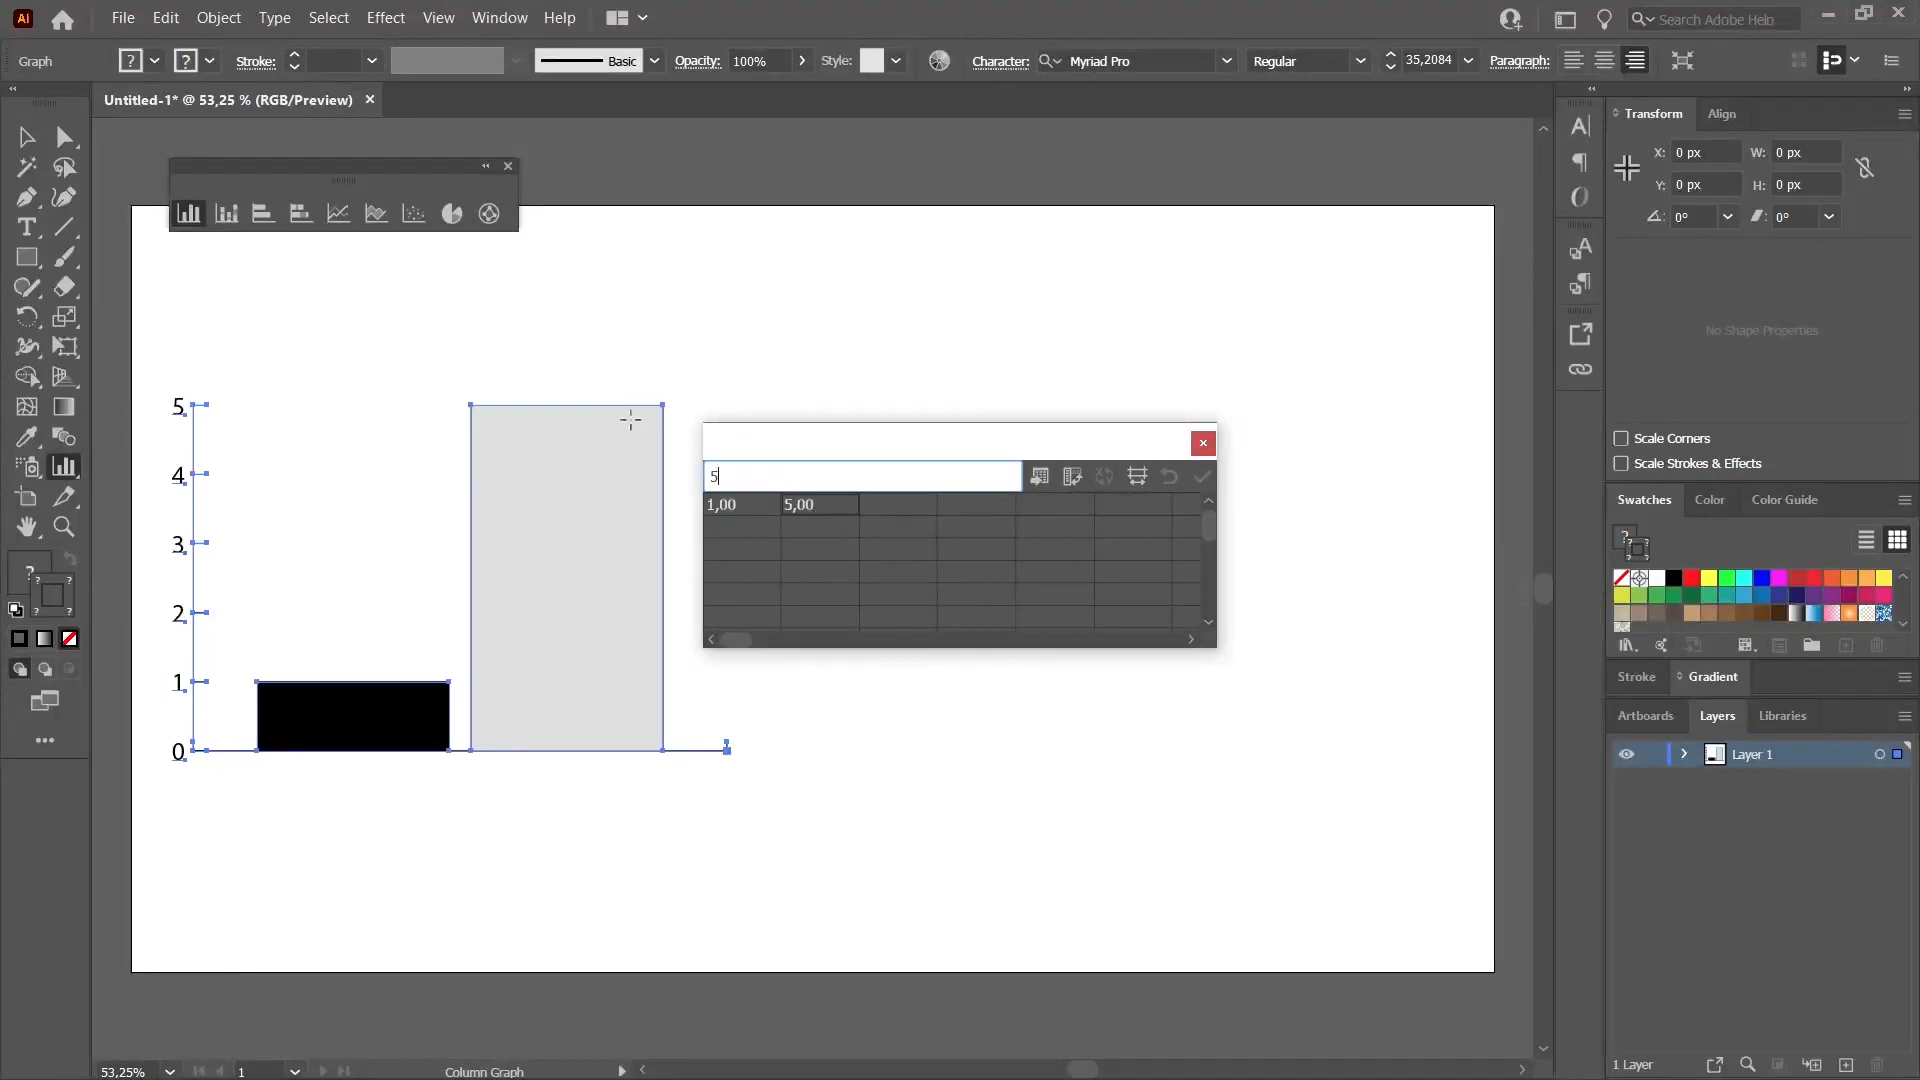 Ai File Edit Object Type Select Effect View Window Help Search Adobe Help
Graph ? ? Stroke: Basic Opacity: 100% Style: Character: Myriad Pro Regular 35,2084 Paragraph:
Untitled-1* @ 53,25 % (RGB/Preview)
Transform Align
X: 0 px W: 0 px
Y: 0 px H: 0 px
0° 0°
No Shape Properties
5
4
3
2
1
0
5
1,00 5,00
Scale Corners
Scale Strokes & Effects
Swatches Color Color Guide
Stroke Gradient
Artboards Layers Libraries
Layer 1
1 Layer
53,25% 1 Column Graph